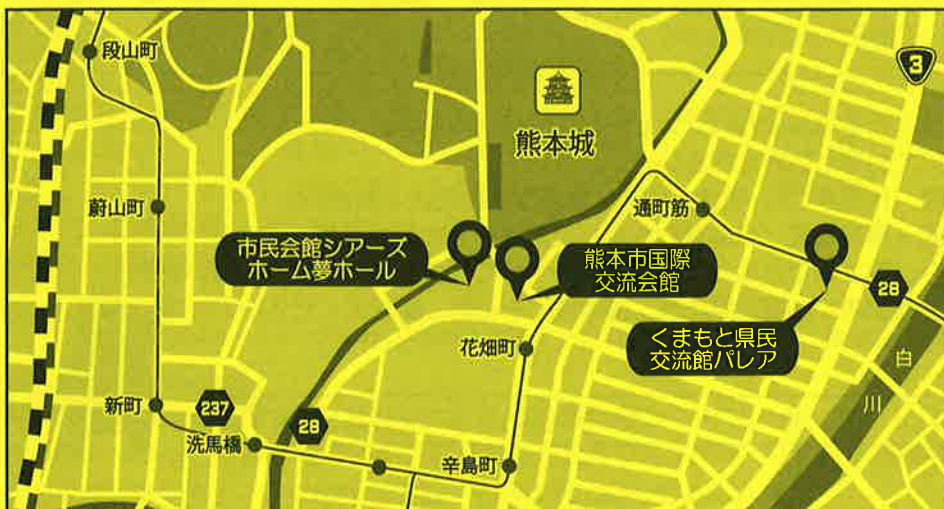 段山町
3
熊本城
蔚山町
通町筋
市民会館シアーズ
ホーム夢ホール
熊本市国際
交流会館
28
くまもと県民
交流館パレア
花畑町
白
川
新町
237
28
洗馬橋
辛島町